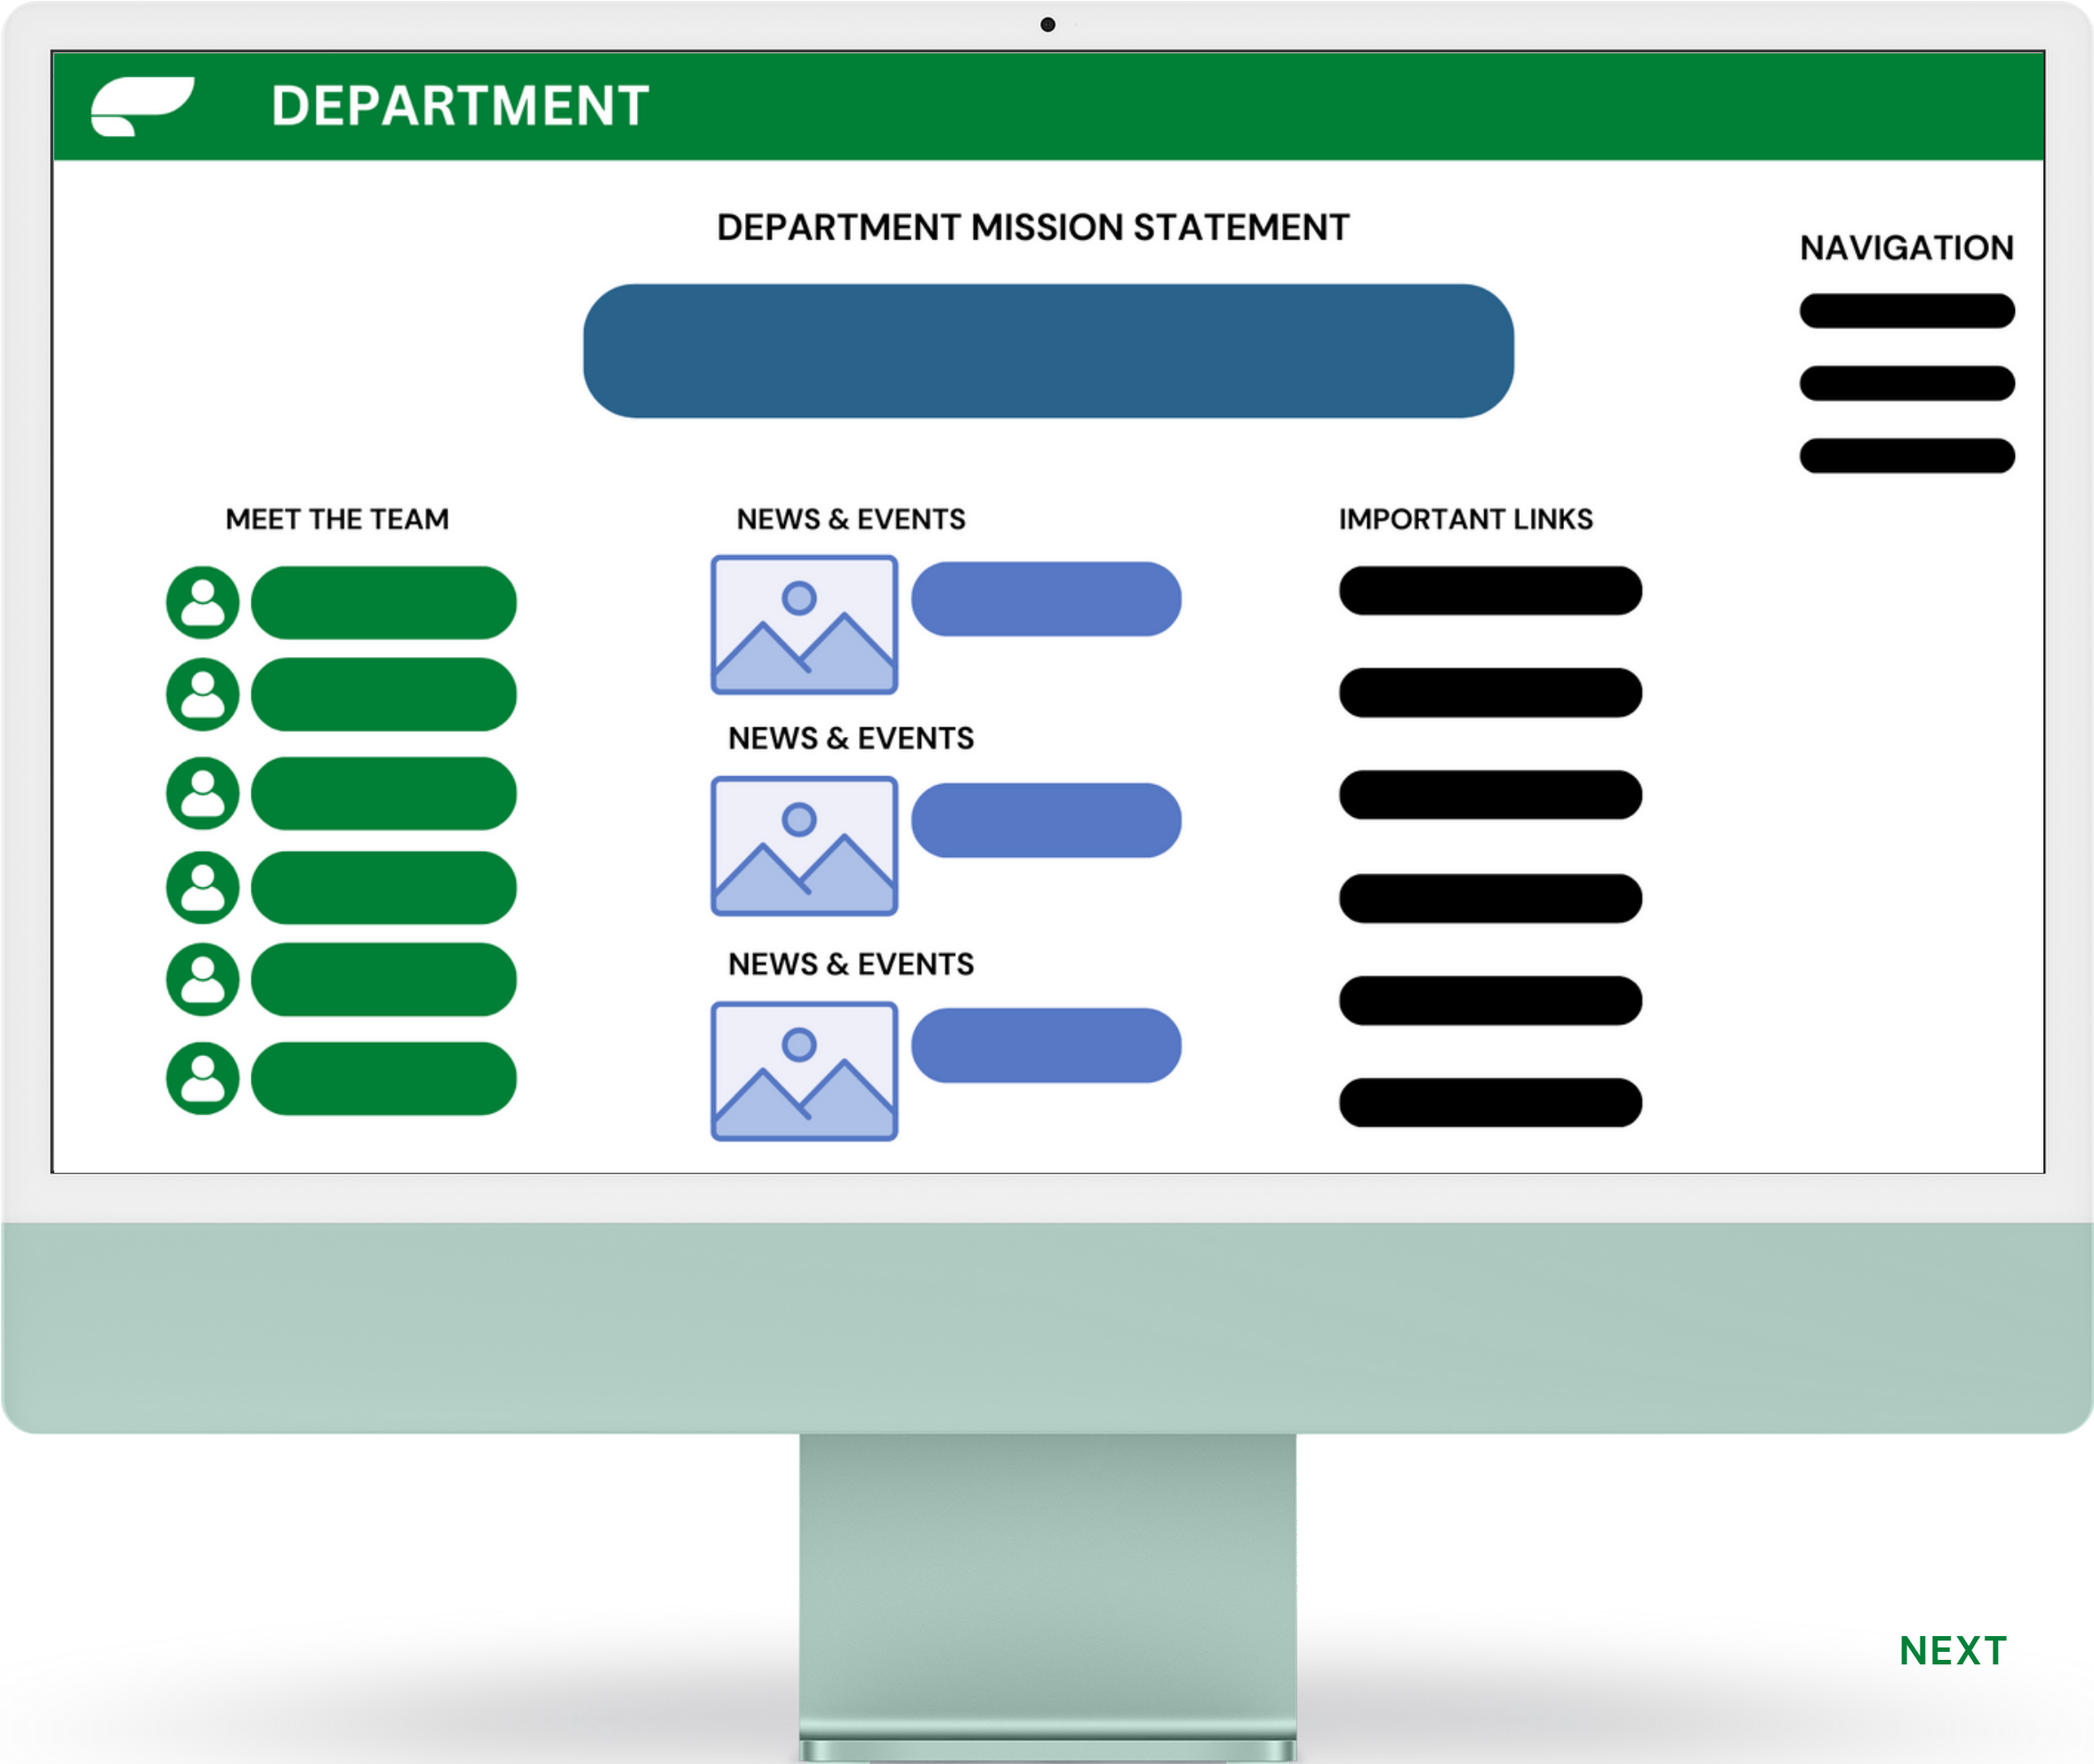 DEPARTMENT
DEPARTMENT MISSION STATEMENT
NAVIGATION
MEET THE TEAM
NEWS & EVENTS
IMPORTANT LINKS
NEWS & EVENTS
NEWS & EVENTS
NEXT